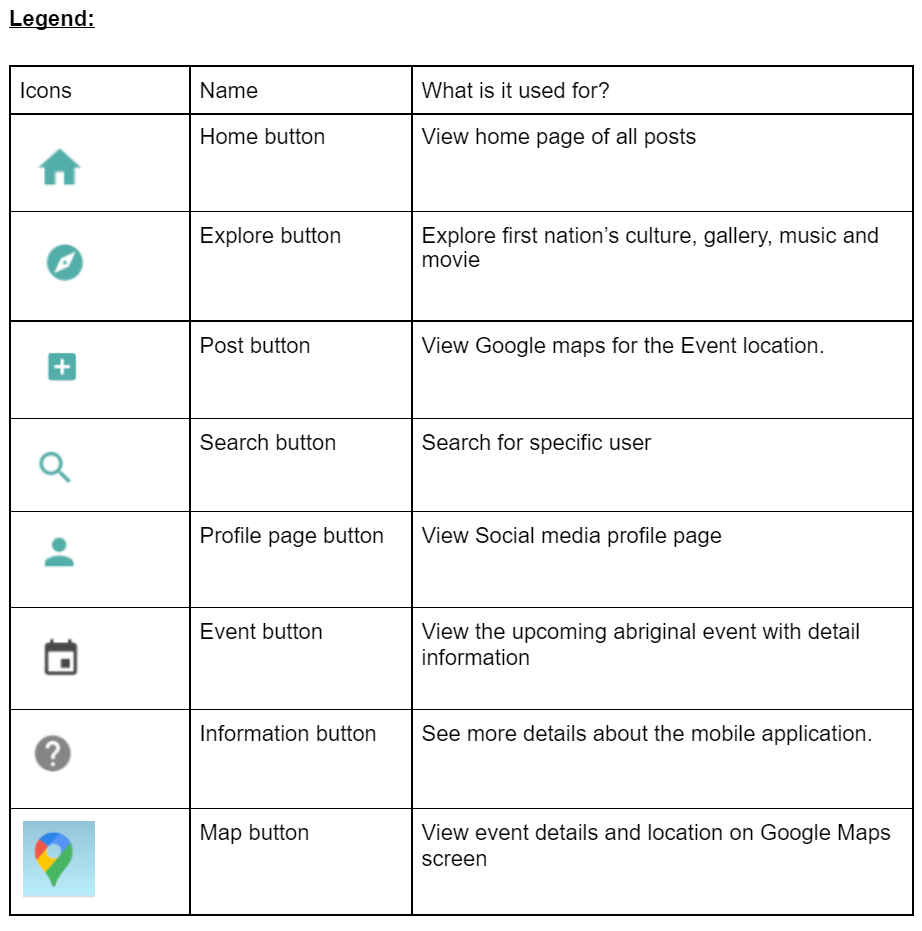 Legend:
Icons Name What is it used for?
Home button View home page of all posts
Explore button Explore first nation’s culture, gallery, music and
movie
Post button View Google maps for the Event location.
Search button Search for specific user
Profile page button View Social media profile page
Event button View the upcoming abriginal event with detail
information
Information button See more details about the mobile application.
Map button View event details and location on Google Maps
screen